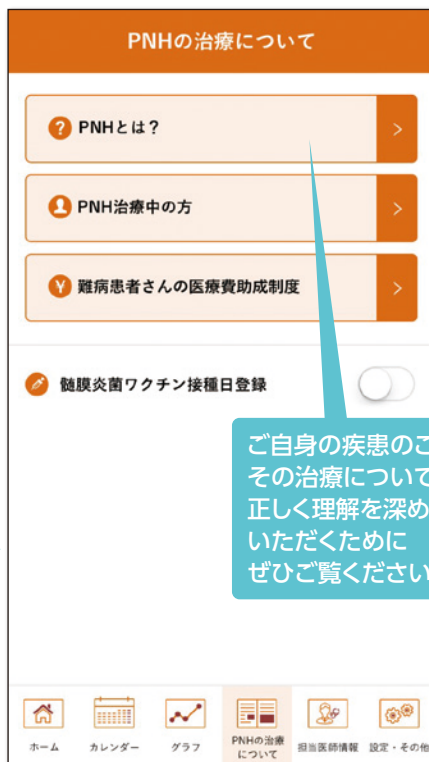 PNHの治療について
PNHとは？
PNH治療中の方
難病患者さんの医療費助成制度
髄膜炎菌ワクチン接種日登録
ご自身の疾患のこ
その治療について
正しく理解を深め
いただくために
ぜひご覧ください
ホーム
カレンダー
グラフ
PNHの治療
について
担当医師情報
設定・その他